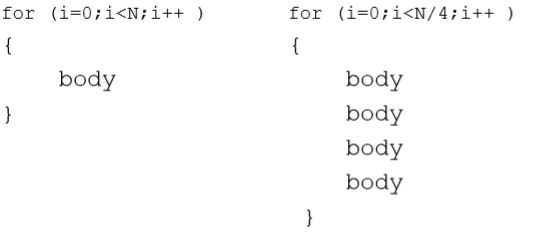 for (i=0;i<N;i++ )
{
body
}
for (i=0;i<N/4;i++ )
{
body
body
body
body
}